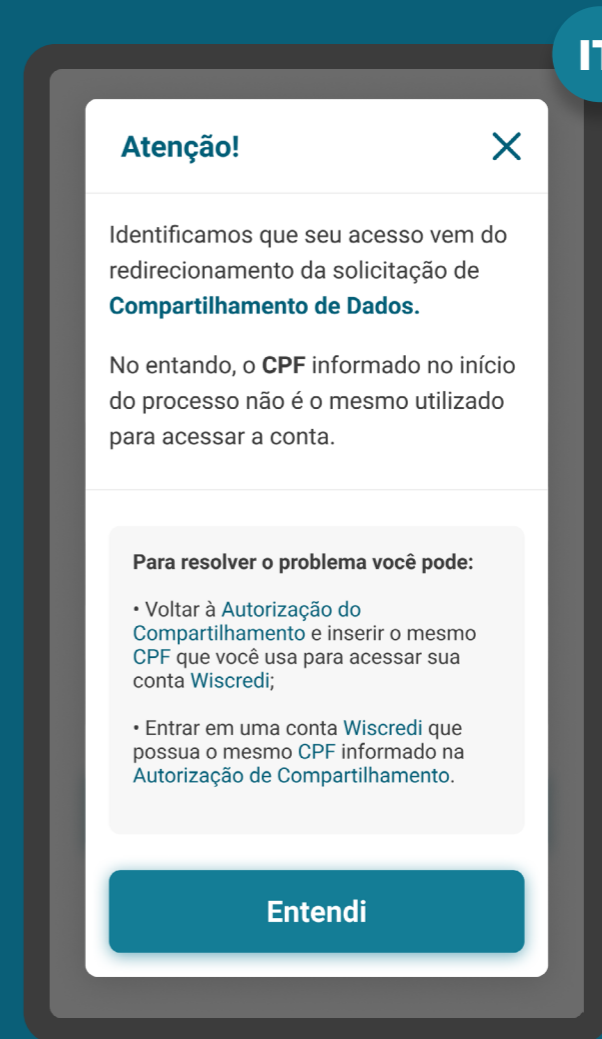 IT
Atenção!
Identificamos que seu acesso vem do
redirecionamento da solicitação de
Compartilhamento de Dados.
No entando, o CPF informado no início
do processo não é o mesmo utilizado
para acessar a conta.
Para resolver o problema você pode:
• Voltar à Autorização do
Compartilhamento e inserir o mesmo
CPF que você usa para acessar sua
conta Wiscredi;
• Entrar em uma conta Wiscredi que
possua o mesmo CPF informado na
Autorização de Compartilhamento.
Entendi